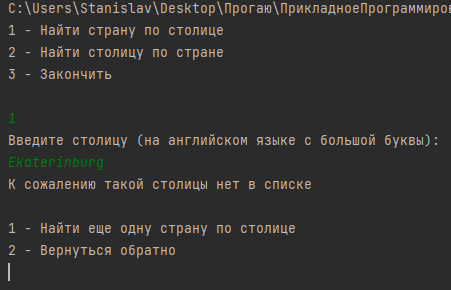 C:\Users\Stanislav\Desktop\Прогаю\ПрикладноеПрограммиров
1 - Найти страну по столице
2 - Найти столицу по стране
3 - Закончить
1
Введите столицу (на английском языке с большой буквы):
Ekaterinburg
К сожалению такой столицы нет в списке
1 - Найти еще одну страну по столице
2 - Вернуться обратно